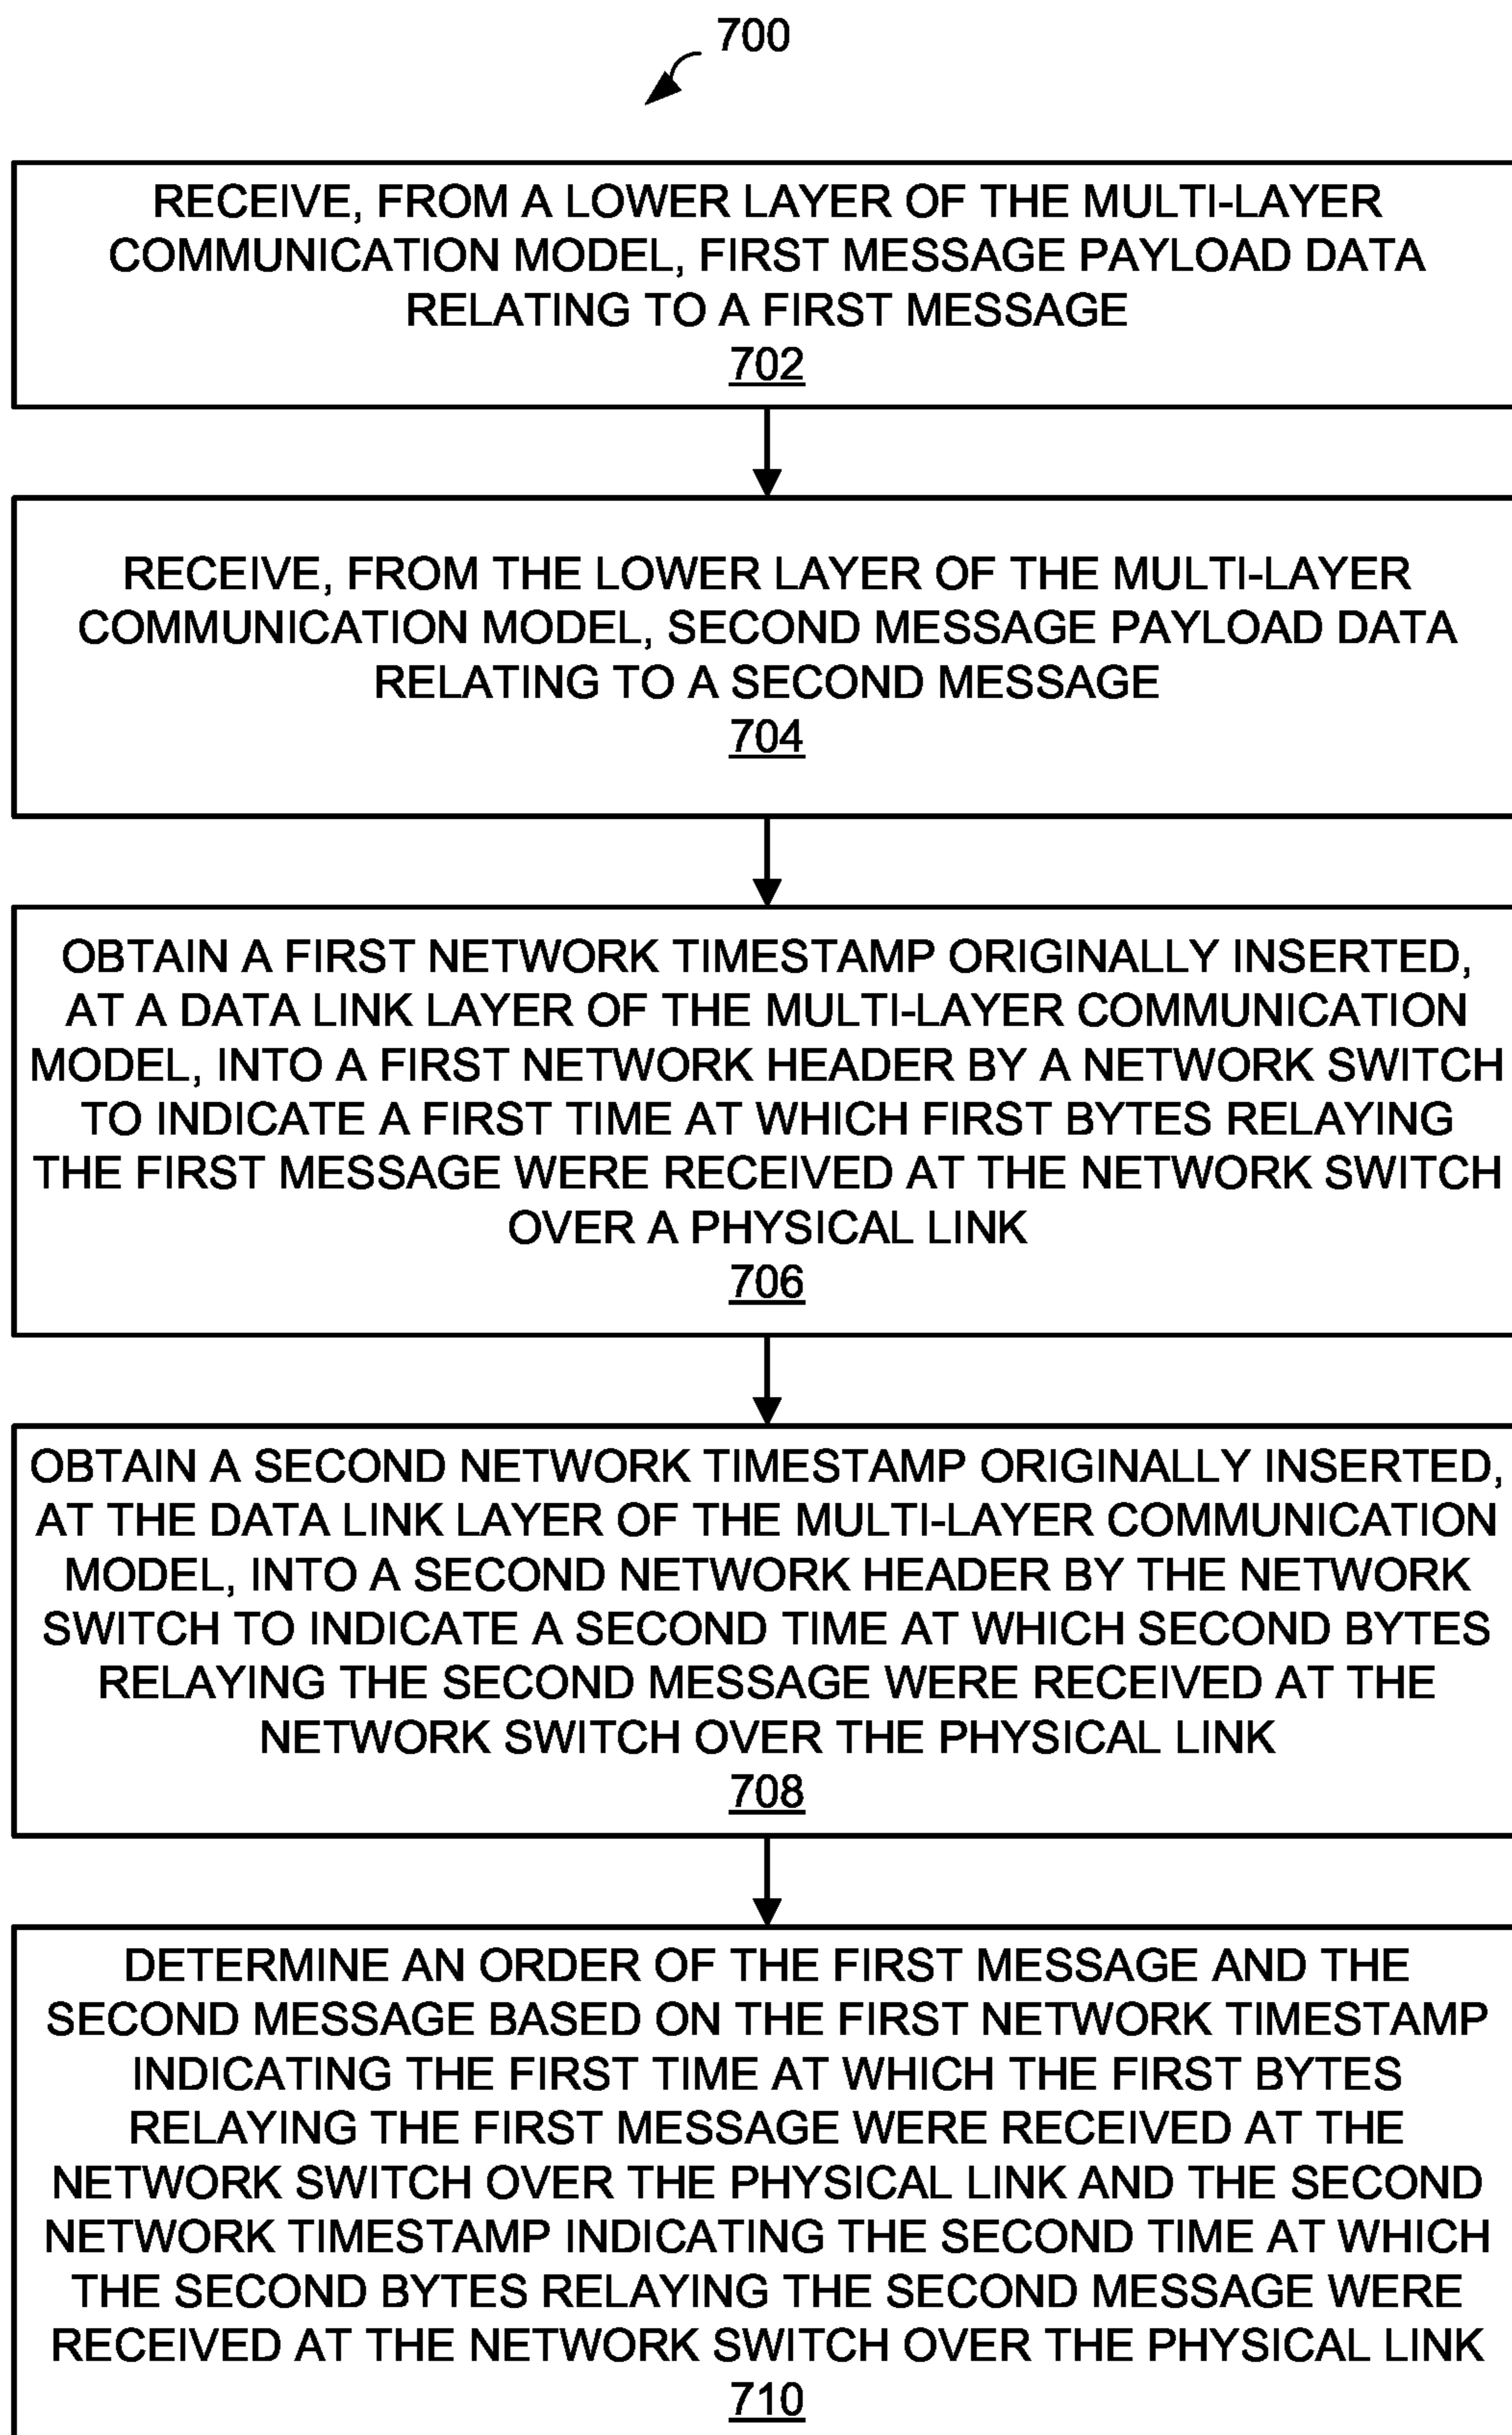 700
RECEIVE, FROM A LOWER LAYER OF THE MULTI-LAYER
COMMUNICATION MODEL, FIRST MESSAGE PAYLOAD DATA
RELATING TO A FIRST MESSAGE
702
RECEIVE, FROM THE LOWER LAYER OF THE MULTI-LAYER
COMMUNICATION MODEL, SECOND MESSAGE PAYLOAD DATA
RELATING TO A SECOND MESSAGE
704
OBTAIN A FIRST NETWORK TIMESTAMP ORIGINALLY INSERTED,
AT A DATA LINK LAYER OF THE MULTI-LAYER COMMUNICATION
MODEL, INTO A FIRST NETWORK HEADER BY A NETWORK SWITCH
TO INDICATE A FIRST TIME AT WHICH FIRST BYTES RELAYING
THE FIRST MESSAGE WERE RECEIVED AT THE NETWORK SWITCH
OVER A PHYSICAL LINK
706
OBTAIN A SECOND NETWORK TIMESTAMP ORIGINALLY INSERTED,
AT THE DATA LINK LAYER OF THE MULTI-LAYER COMMUNICATION
MODEL, INTO A SECOND NETWORK HEADER BY THE NETWORK
SWITCH TO INDICATE A SECOND TIME AT WHICH SECOND BYTES
RELAYING THE SECOND MESSAGE WERE RECEIVED AT THE
NETWORK SWITCH OVER THE PHYSICAL LINK
708
DETERMINE AN ORDER OF THE FIRST MESSAGE AND THE
SECOND MESSAGE BASED ON THE FIRST NETWORK TIMESTAMP
INDICATING THE FIRST TIME AT WHICH THE FIRST BYTES
RELAYING THE FIRST MESSAGE WERE RECEIVED AT THE
NETWORK SWITCH OVER THE PHYSICAL LINK AND THE SECOND
NETWORK TIMESTAMP INDICATING THE SECOND TIME AT WHICH
THE SECOND BYTES RELAYING THE SECOND MESSAGE WERE
RECEIVED AT THE NETWORK SWITCH OVER THE PHYSICAL LINK
710